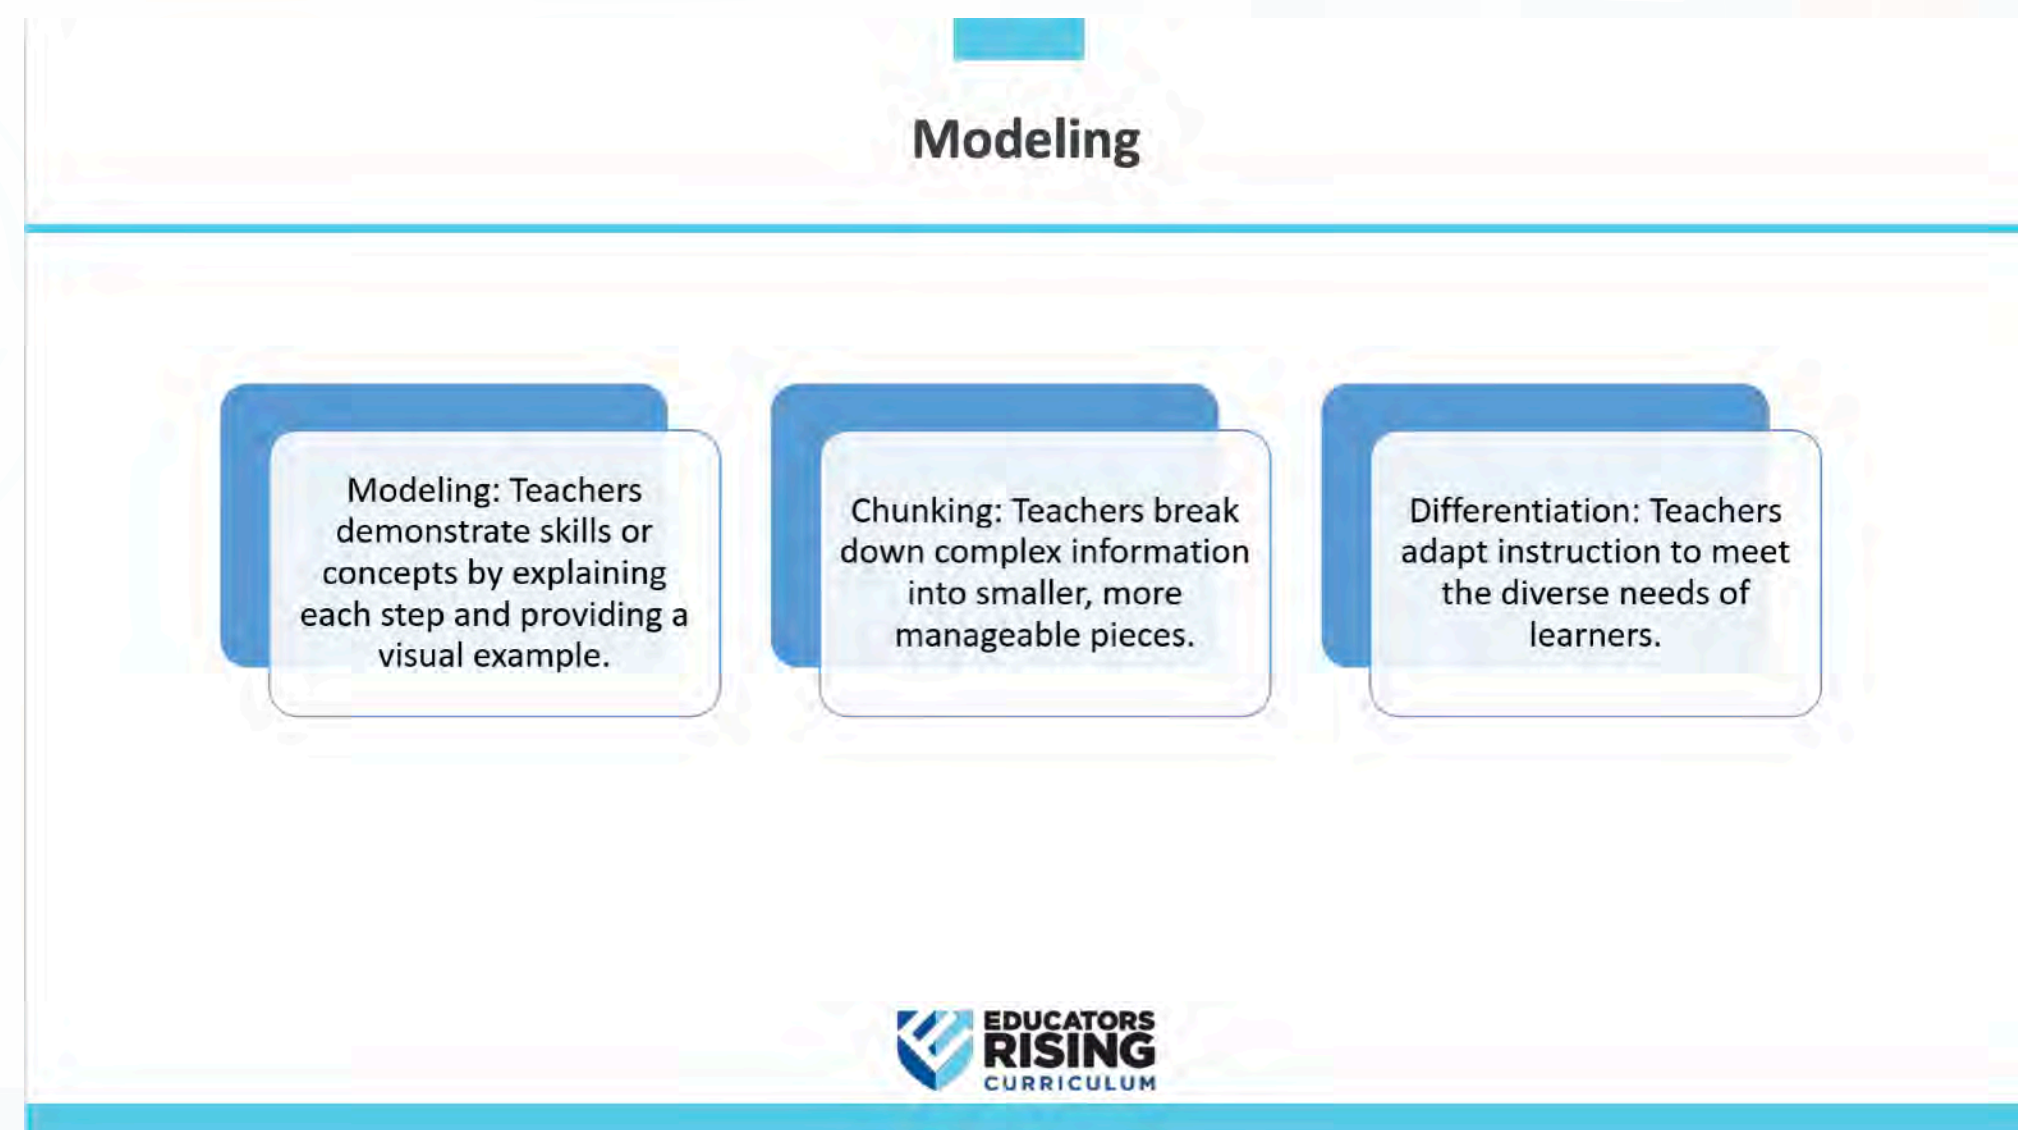 Modeling
Modeling: Teachers
demonstrate skills or
concepts by explaining
each step and providing a
visual example.
Chunking: Teachers break
down complex information
into smaller, more
manageable pieces.
Differentiation: Teachers
adapt instruction to meet
the diverse needs of
learners.
EDUCATORS
RISING
CURRICULUM